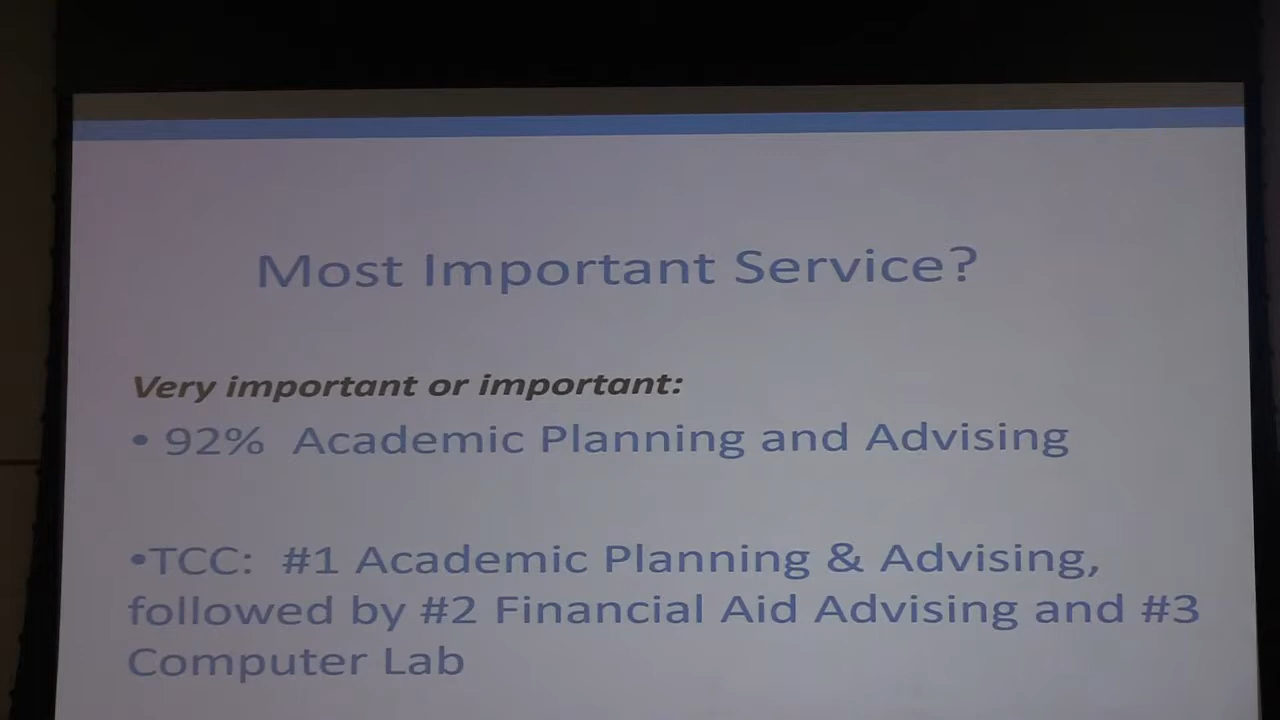 Most Important Service?
Very important or important:
• 92% Academic Planning and Advising
•TCC: #1 Academic Planning & Advising,
followed by #2 Financial Aid Advising and #3
Computer Lab